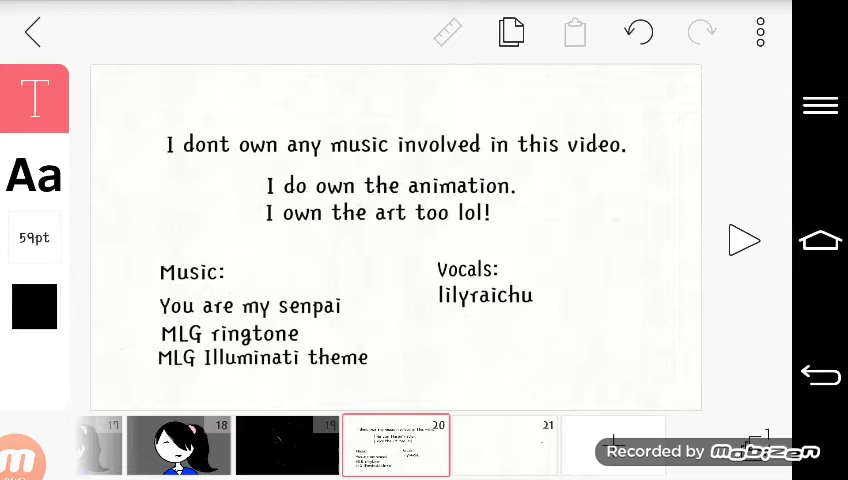 T
I dont own any music involved in this video.
I do own the animation.
I own the art too lol!
Aa
59pt
Music:
You are my senpai
MLG ringtone
MLG Illuminati theme
Vocals:
lilyraichu
17
18
19
20
21
Recorded by mobizen